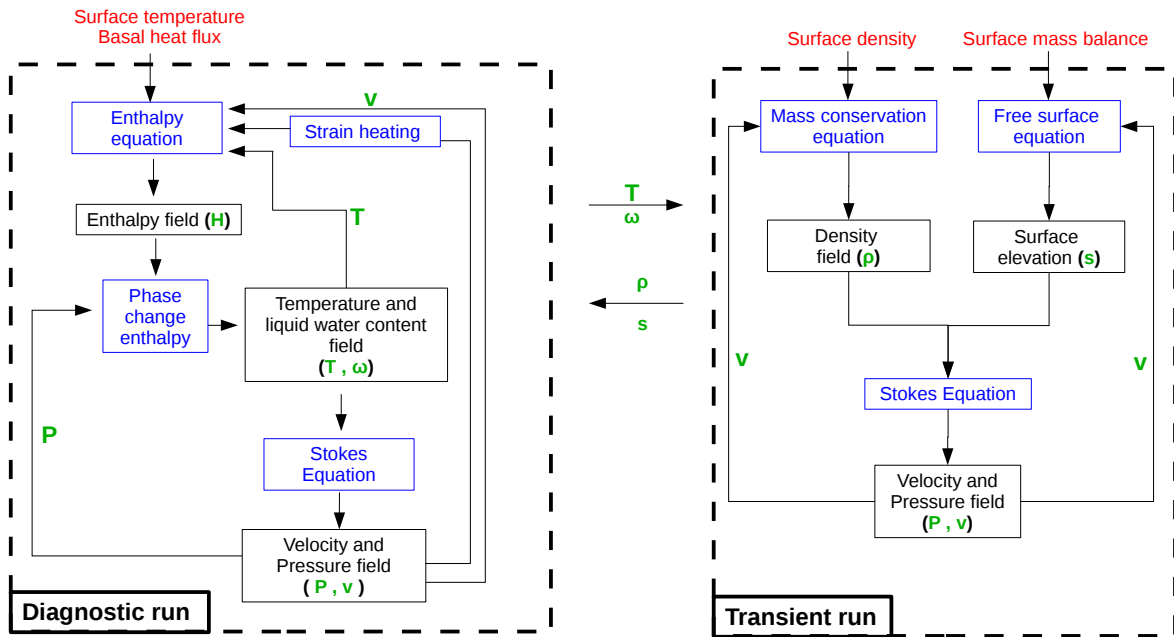 Surface temperature
Basal heat flux
v
Enthalpy
equation
Strain heating
T
Enthalpy field (H)
Phase
change
enthalpy
Temperature and
liquid water content
field
(T , ω)
P
Stokes
Equation
Velocity and
Pressure field
( P , v )
Diagnostic run
T
ω
ρ
s
Surface density
Surface mass balance
Mass conservation
equation
Free surface
equation
Density
field (ρ)
Surface
elevation (s)
v
v
Stokes Equation
Velocity and
Pressure field
(P , v)
Transient run